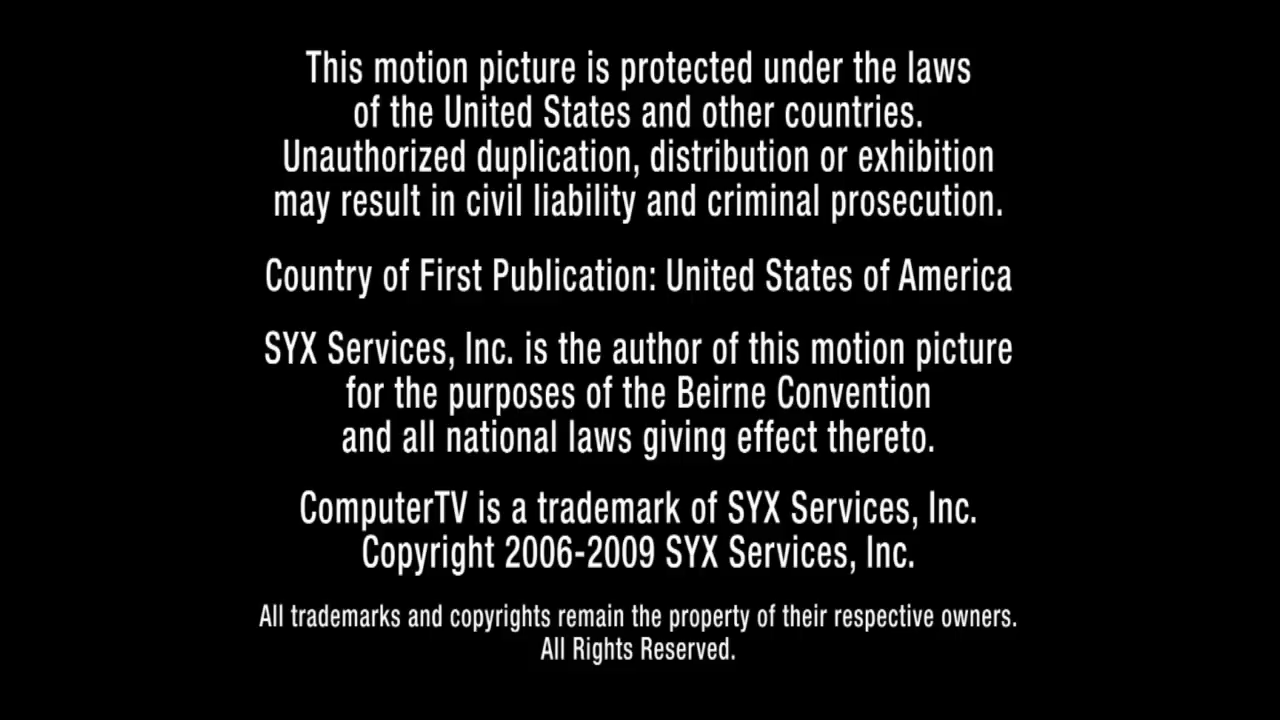 This motion picture is protected under the laws
of the United States and other countries.
Unauthorized duplication, distribution or exhibition
may result in civil liability and criminal prosecution.
Country of First Publication: United States of America
SYX Services, Inc. is the author of this motion picture
for the purposes of the Beirne Convention
and all national laws giving effect thereto.
ComputerTV is a trademark of SYX Services, Inc.
Copyright 2006-2009 SYX Services, Inc.
All trademarks and copyrights remain the property of their respective owners.
All Rights Reserved.